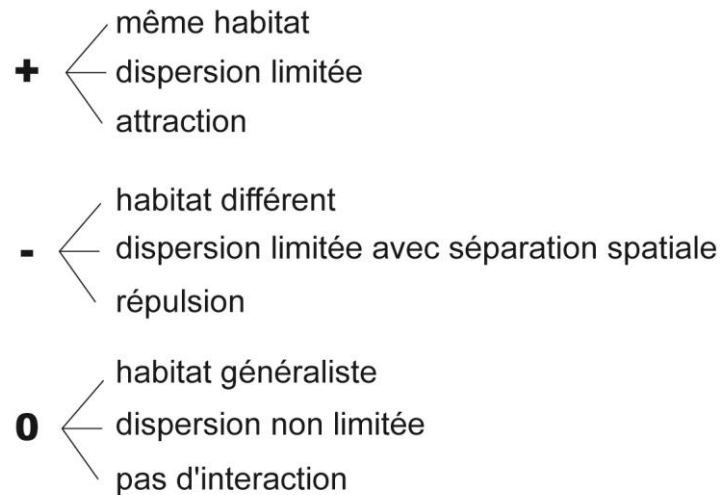 même habitat
+ dispersion limitée
attraction
habitat différent
- dispersion limitée avec séparation spatiale
répulsion
habitat généraliste
0 dispersion non limitée
pas d'interaction